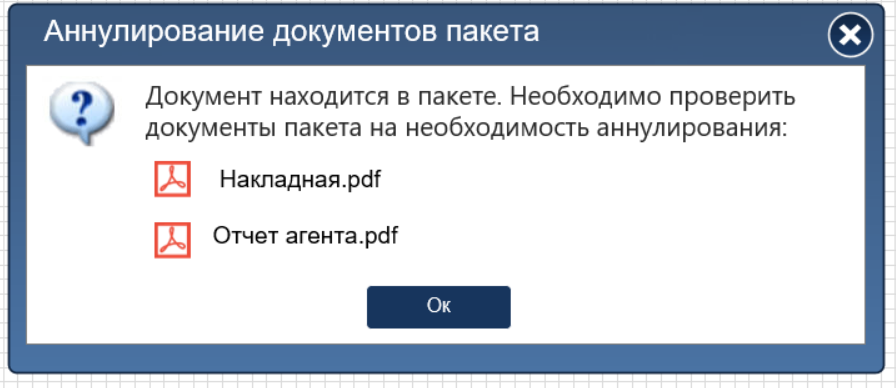 Аннулирование документов пакета
Документ находится в пакете. Необходимо проверить
документы пакета на необходимость аннулирования:
Накладная.pdf
Отчет агента.pdf
Ок